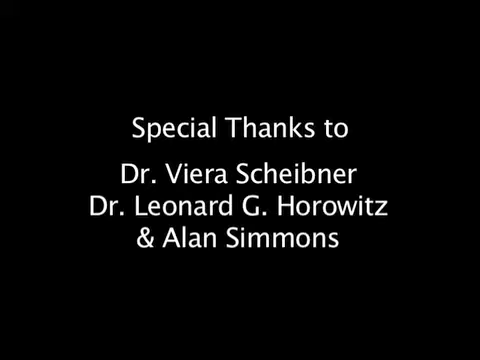 Special Thanks to
Dr. Viera Scheibner
Dr. Leonard G. Horowitz
& Alan Simmons